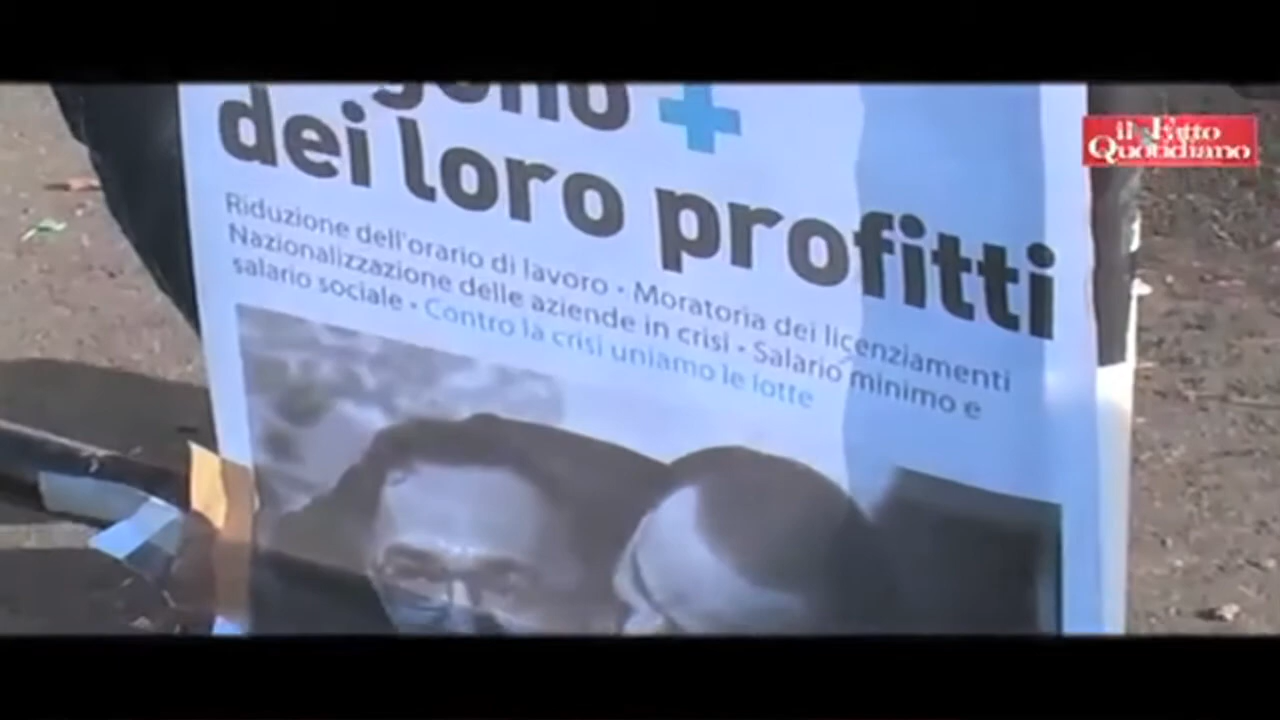 dei loro profitti
Riduzione dell'orario di lavoro • Moratoria dei licenziamenti
Nazionalizzazione delle aziende in crisi • Salario minimo e
salario sociale • Contro la crisi uniamo le lotte
il Fatto
Quotidiano